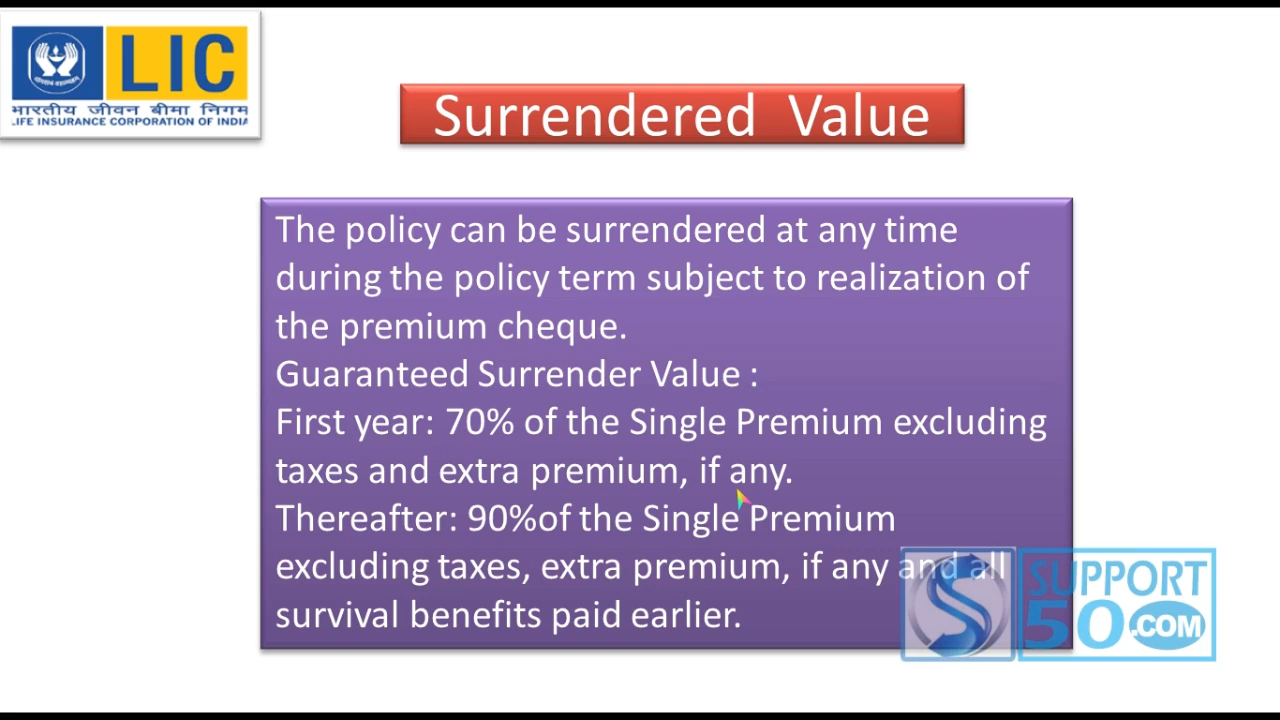 LIC
भारतीय जीवन बीमा निगम
LIFE INSURANCE CORPORATION OF INDIA
Surrendered Value
The policy can be surrendered at any time
during the policy term subject to realization of
the premium cheque.
Guaranteed Surrender Value :
First year: 70% of the Single Premium excluding
taxes and extra premium, if any.
Thereafter: 90%of the Single Premium
excluding taxes, extra premium, if any and all
survival benefits paid earlier.
SUPPORT
50.COM